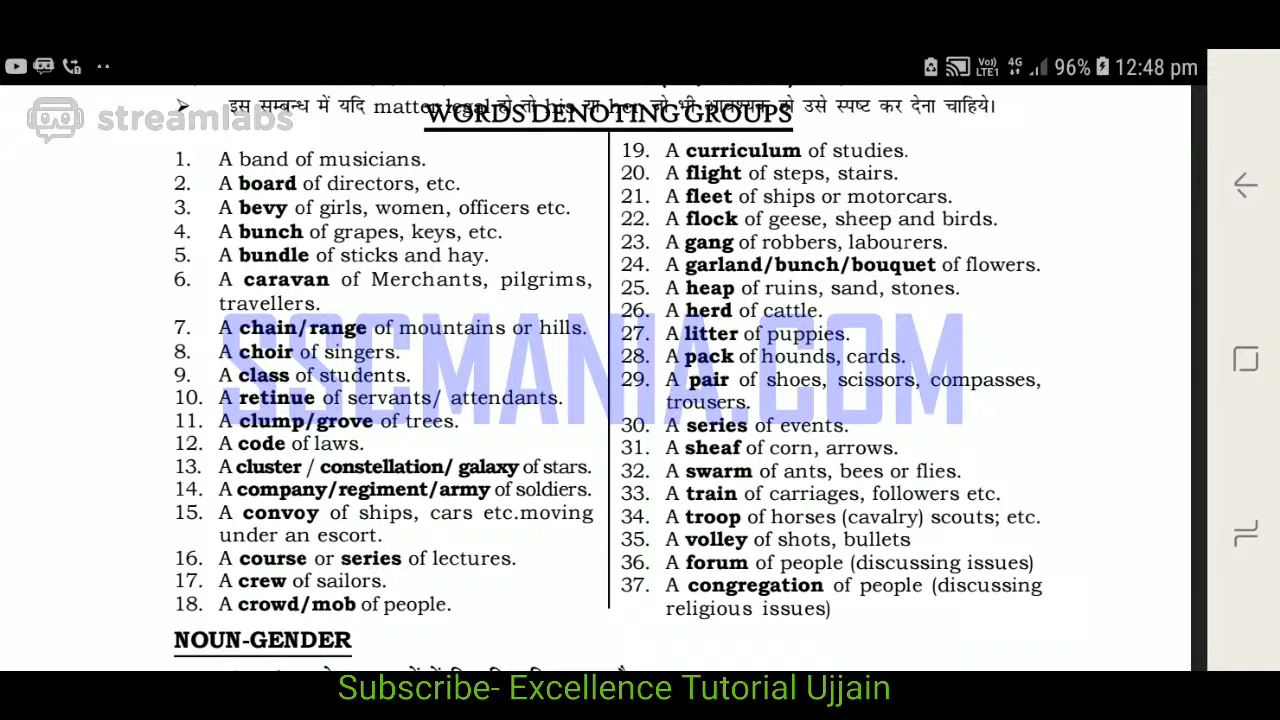 96% 12:48 pm
streamlabs
➢ इस सम्बन्ध में यदि matter legal हो तो his या her जो भी आवश्यक हो उसे स्पष्ट कर देना चाहिये।
WORDS DENOTING GROUPS
1. A band of musicians.
2. A board of directors, etc.
3. A bevy of girls, women, officers etc.
4. A bunch of grapes, keys, etc.
5. A bundle of sticks and hay.
6. A caravan of Merchants, pilgrims,
travellers.
7. A chain/range of mountains or hills.
8. A choir of singers.
9. A class of students.
10. A retinue of servants/ attendants.
11. A clump/grove of trees.
12. A code of laws.
13. A cluster / constellation/ galaxy of stars.
14. A company/regiment/army of soldiers.
15. A convoy of ships, cars etc.moving
under an escort.
16. A course or series of lectures.
17. A crew of sailors.
18. A crowd/mob of people.
19. A curriculum of studies.
20. A flight of steps, stairs.
21. A fleet of ships or motorcars.
22. A flock of geese, sheep and birds.
23. A gang of robbers, labourers.
24. A garland/bunch/bouquet of flowers.
25. A heap of ruins, sand, stones.
26. A herd of cattle.
27. A litter of puppies.
28. A pack of hounds, cards.
29. A pair of shoes, scissors, compasses,
trousers.
30. A series of events.
31. A sheaf of corn, arrows.
32. A swarm of ants, bees or flies.
33. A train of carriages, followers etc.
34. A troop of horses (cavalry) scouts; etc.
35. A volley of shots, bullets
36. A forum of people (discussing issues)
37. A congregation of people (discussing
religious issues)
SSCMANIA.COM
NOUN-GENDER
Subscribe- Excellence Tutorial Ujjain